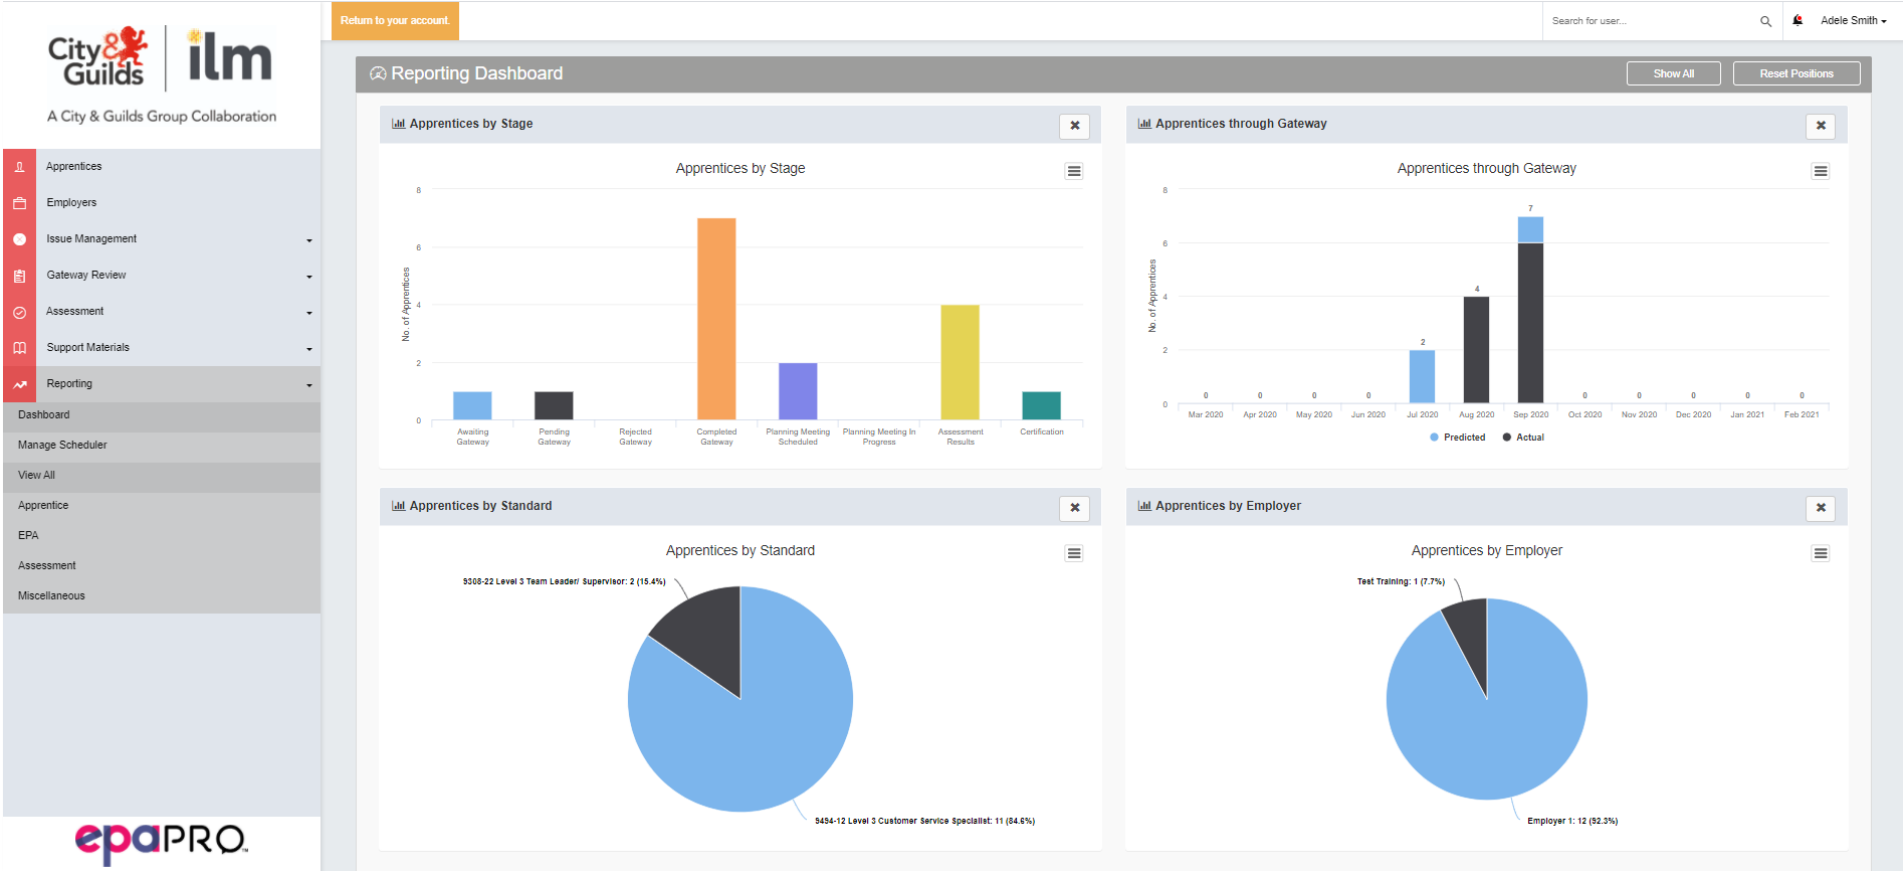 City&
Guilds
ilm
A City & Guilds Group Collaboration
Apprentices
Employers
Issue Management
Gateway Review
Assessment
Support Materials
Reporting
Dashboard
Manage Scheduler
View All
Apprentice
EPA
Assessment
Miscellaneous
epaPRO™
Return to your account.
Search for user...
Adele Smith
Reporting Dashboard
Show All
Reset Positions
Apprentices by Stage
Apprentices by Stage
No. of Apprentices
8
6
4
2
0
Awaiting Gateway
Pending Gateway
Rejected Gateway
Completed Gateway
Planning Meeting Scheduled
Planning Meeting In Progress
Assessment Results
Certification
Apprentices through Gateway
Apprentices through Gateway
No. of Apprentices
8
6
4
2
0
0 0 0 0 2 4 7 0 0 0 0 0
Mar 2020 Apr 2020 May 2020 Jun 2020 Jul 2020 Aug 2020 Sep 2020 Oct 2020 Nov 2020 Dec 2020 Jan 2021 Feb 2021
Predicted Actual
Apprentices by Standard
Apprentices by Standard
9308-22 Level 3 Team Leader/ Supervisor: 2 (15.4%)
9494-12 Level 3 Customer Service Specialist: 11 (84.6%)
Apprentices by Employer
Apprentices by Employer
Test Training: 1 (7.7%)
Employer 1: 12 (92.3%)